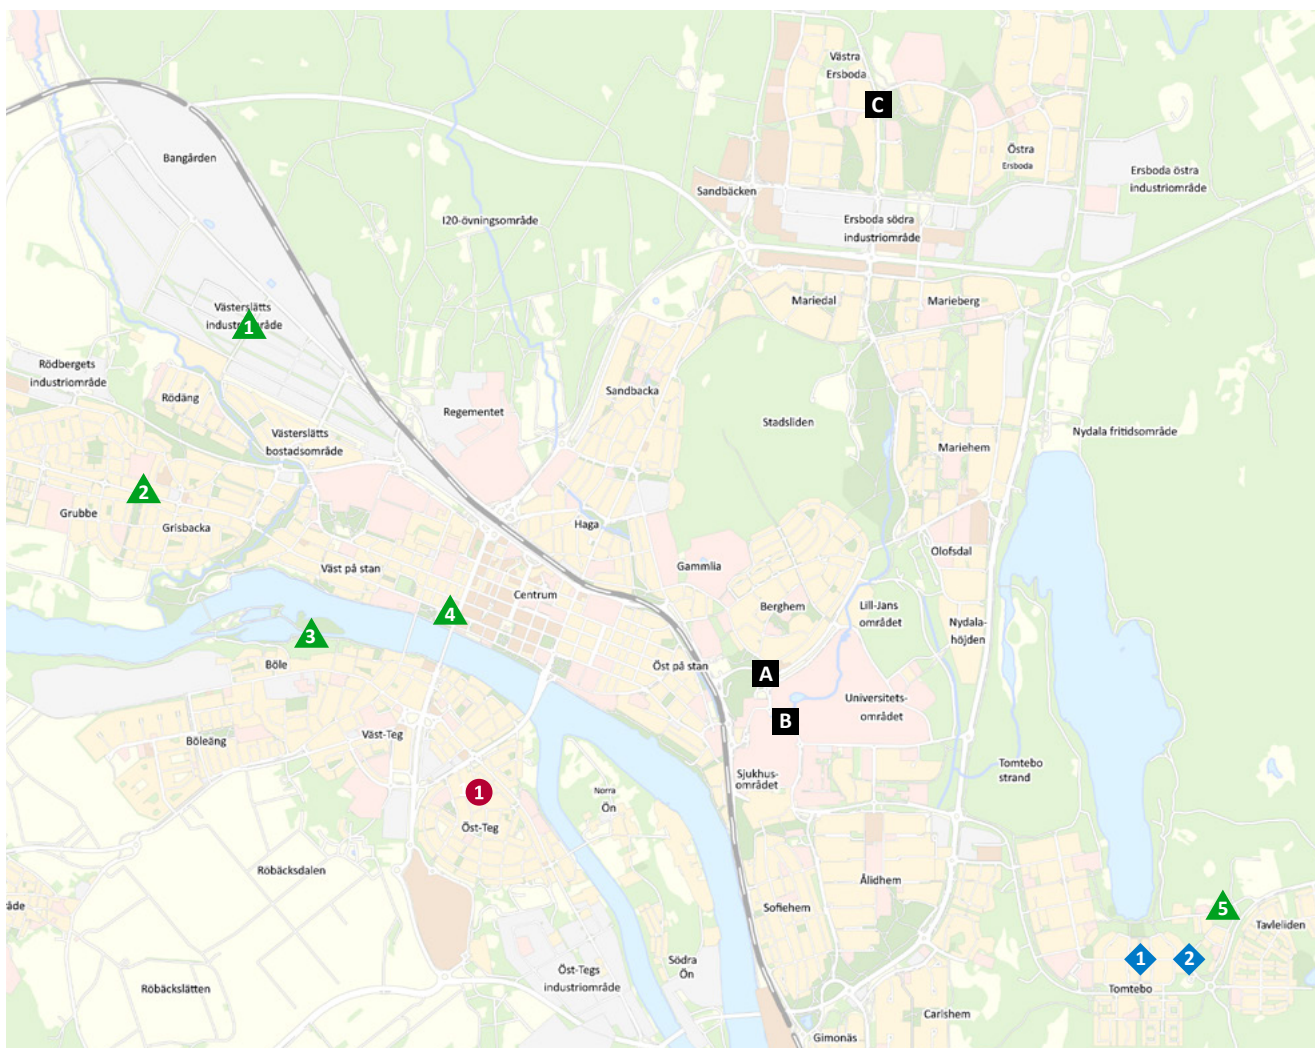 Västra
Ersboda
C
Bangården
Östra
Ersboda
Ersboda östra
industriområde
Sandbäcken
I20-övningsområde
Ersboda södra
industriområde
Mariedal
Marieberg
Västerslätts
industriområde
1
Rödbergets
industriområde
Rödäng
Sandbacka
Regementet
Stadsliden
Nydala fritidsområde
Västerslätts
bostadsområde
Mariehem
2
Grubbe
Grisbacka
Haga
Olofsdal
Gammlia
Väst på stan
Centrum
Berghem
Lill-Jans
området
4
3
Nydala-
höjden
Böle
Öst på stan
A
Universitets-
området
B
Väst-Teg
Böleäng
Tomtebo
strand
Sjukhus-
området
1
Norra
Ön
Öst-Teg
Röbäcksdalen
Ålidhem
råde
Sofiehem
5
Tavleliden
1
2
Södra
Ön
Öst-Tegs
industriområde
Röbäckslätten
Tomtebo
Carlshem
Gimonäs